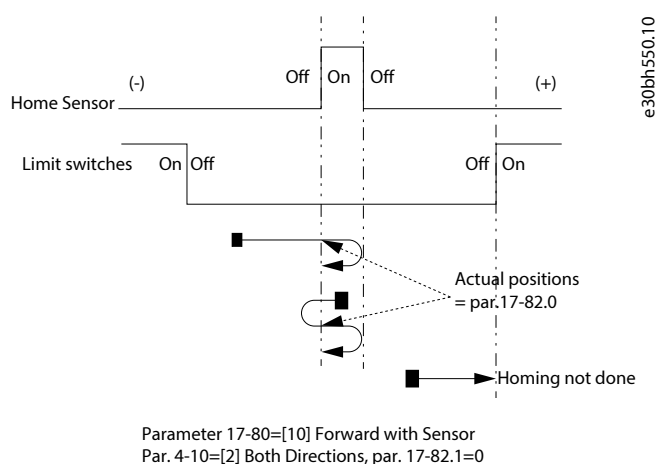 e30bh550.10
(-) Off On Off (+)
Home Sensor
Limit switches On Off Off On
Actual positions
= par.17-82.0
Homing not done
Parameter 17-80=[10] Forward with Sensor
Par. 4-10=[2] Both Directions, par. 17-82.1=0